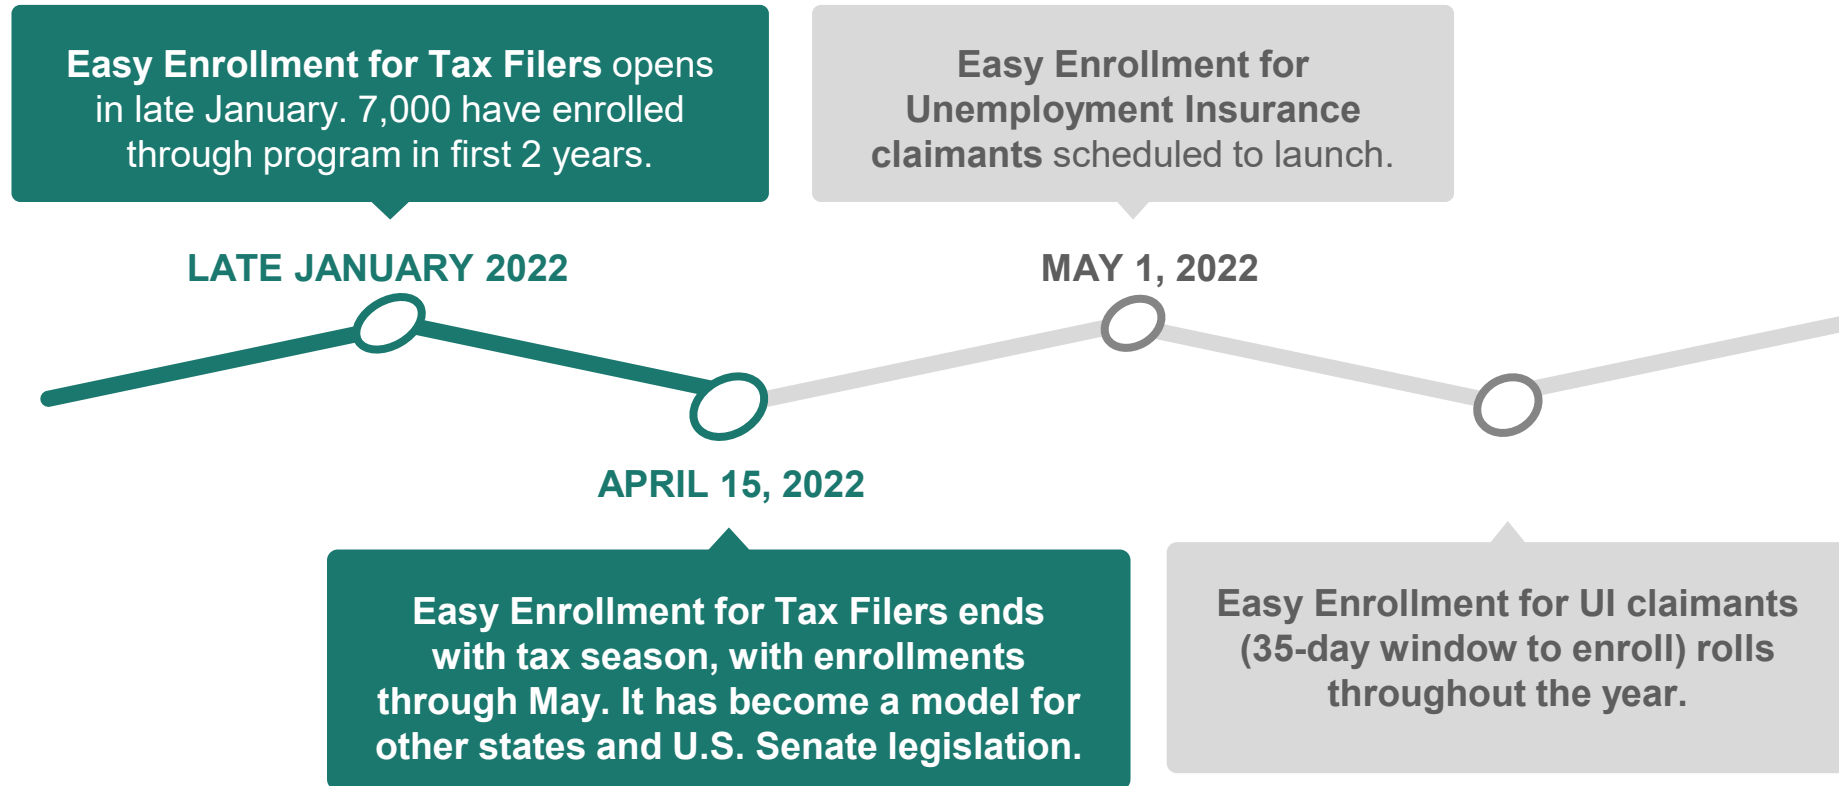 Easy Enrollment for Tax Filers opens
in late January. 7,000 have enrolled
through program in first 2 years.
LATE JANUARY 2022
APRIL 15, 2022
Easy Enrollment for Tax Filers ends
with tax season, with enrollments
through May. It has become a model for
other states and U.S. Senate legislation.
Easy Enrollment for
Unemployment Insurance
claimants scheduled to launch.
MAY 1, 2022
Easy Enrollment for UI claimants
(35-day window to enroll) rolls
throughout the year.